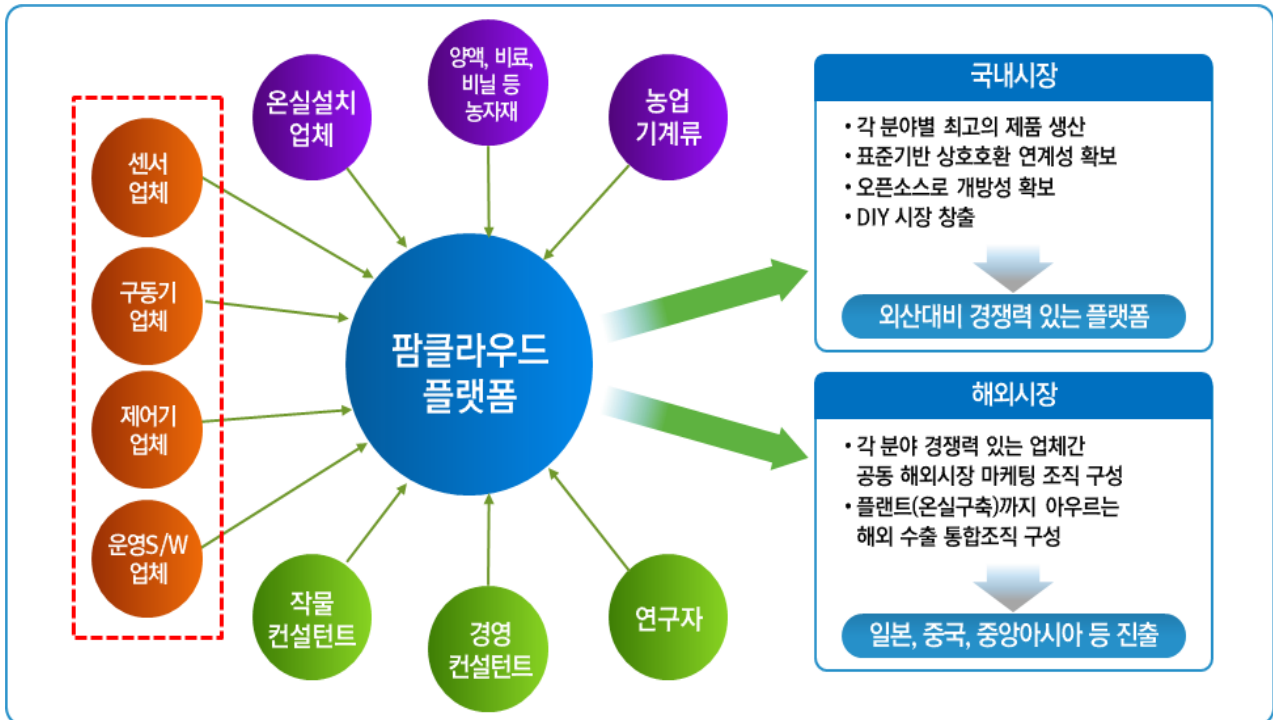 온실설치
업체
양액, 비료,
비닐 등
농자재
농업
기계류
센서
업체
구동기
업체
제어기
업체
운영S/W
업체
팜클라우드
플랫폼
작물
컨설턴트
경영
컨설턴트
연구자
국내시장
• 각 분야별 최고의 제품 생산
• 표준기반 상호호환 연계성 확보
• 오픈소스로 개방성 확보
• DIY 시장 창출
외산대비 경쟁력 있는 플랫폼
해외시장
• 각 분야 경쟁력 있는 업체간
공동 해외시장 마케팅 조직 구성
• 플랜트(온실구축)까지 아우르는
해외 수출 통합조직 구성
일본, 중국, 중앙아시아 등 진출